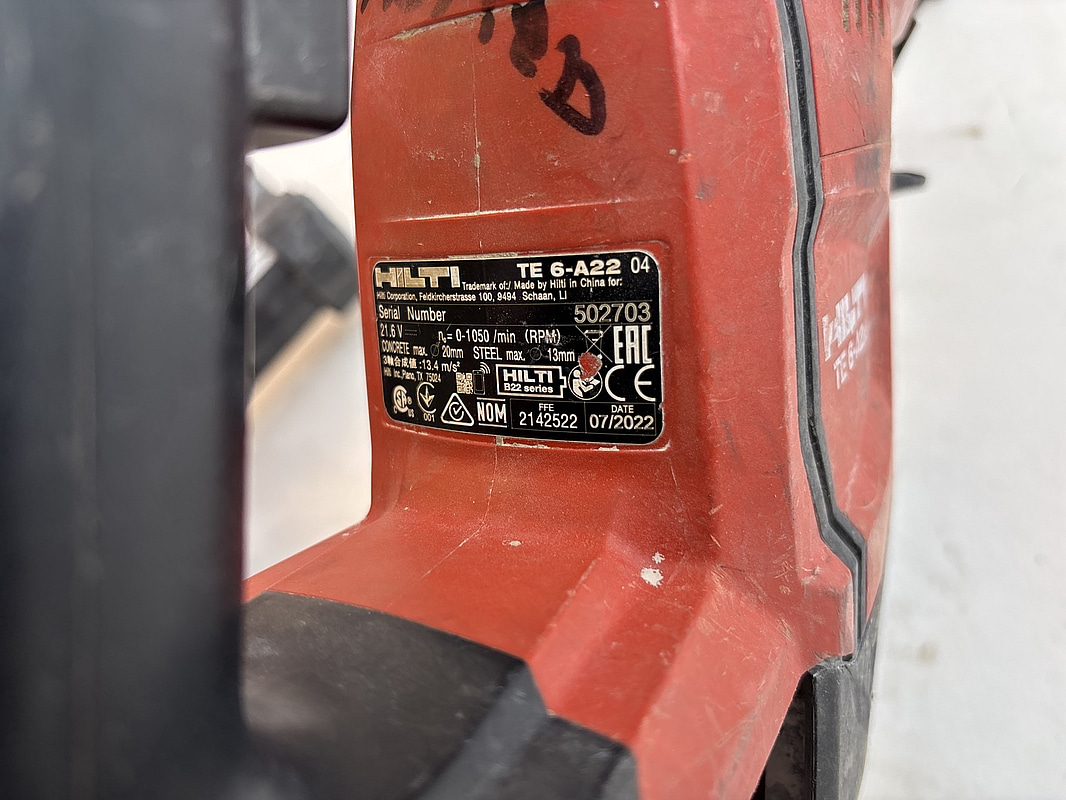 HILTI TE 6-A22 04
Trademark of:/ Made by Hilti in China for:
Hilti Corporation, Feldkircherstrasse 100, 9494 Schaan, LI
Serial Number 502703
21.6 V n₀= 0-1050 /min (RPM)
CONCRETE max. ∅ 20mm STEEL max. ∅ 13mm EAC
3軸合成値 :13.4 m/s²
Hilti Inc.,Plano, TX 75024
HILTI
B22 series
CE
001
NOM
FFE
2142522
DATE
07/2022
HILTI
TE 6-A22